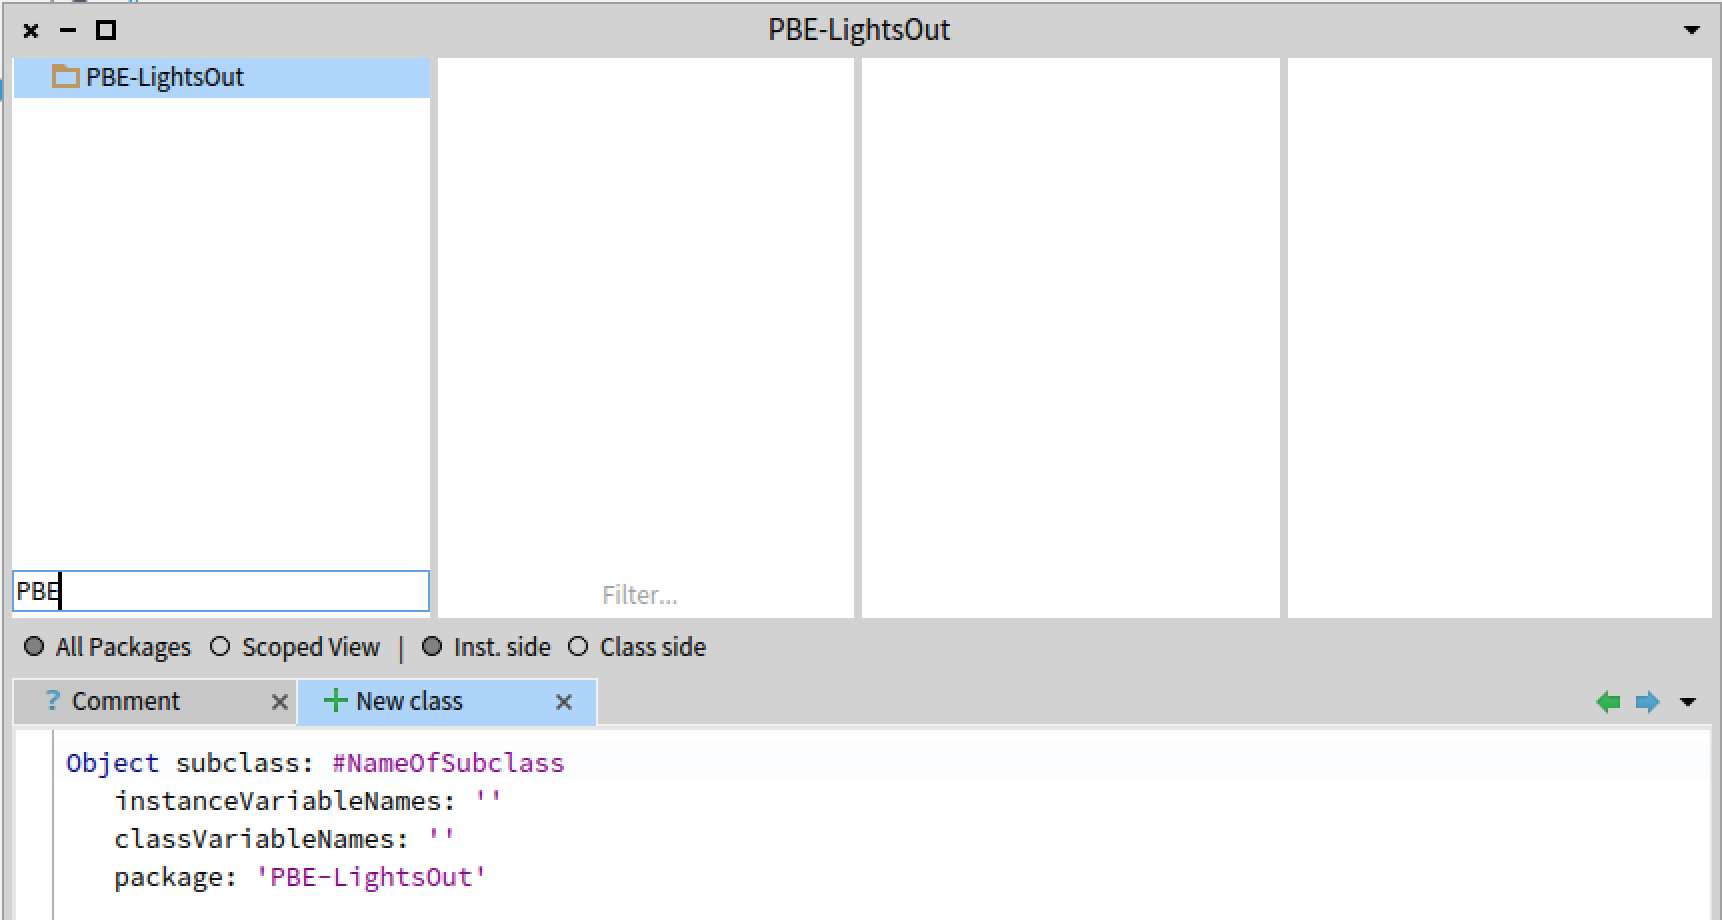 PBE-LightsOut
PBE-LightsOut
PBE
Filter...
All Packages Scoped View | Inst. side Class side
? Comment × New class ×
Object subclass: #NameOfSubclass
instanceVariableNames: ''
classVariableNames: ''
package: 'PBE-LightsOut'